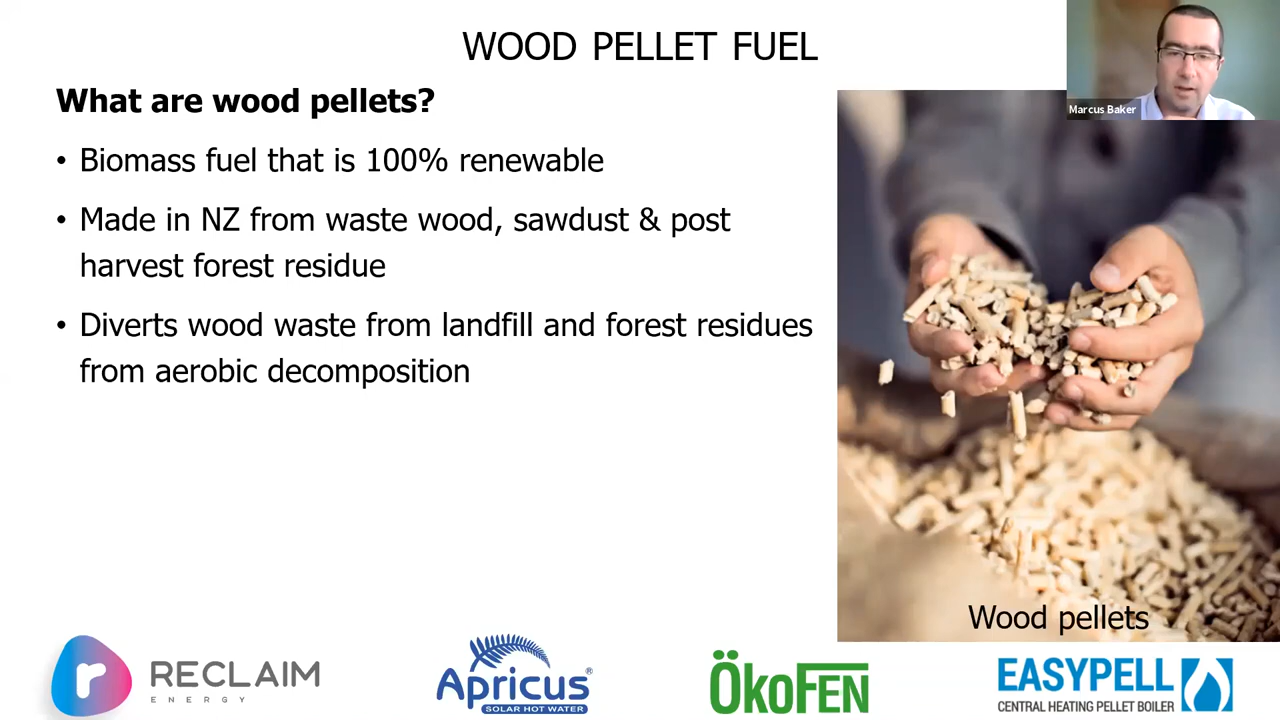 WOOD PELLET FUEL
Marcus Baker
What are wood pellets?
• Biomass fuel that is 100% renewable
• Made in NZ from waste wood, sawdust & post
harvest forest residue
• Diverts wood waste from landfill and forest residues
from aerobic decomposition
Wood pellets
r RECLAIM
ENERGY
Apricus®
SOLAR HOT WATER
ÖkoFEN
EASYPELL
CENTRAL HEATING PELLET BOILER